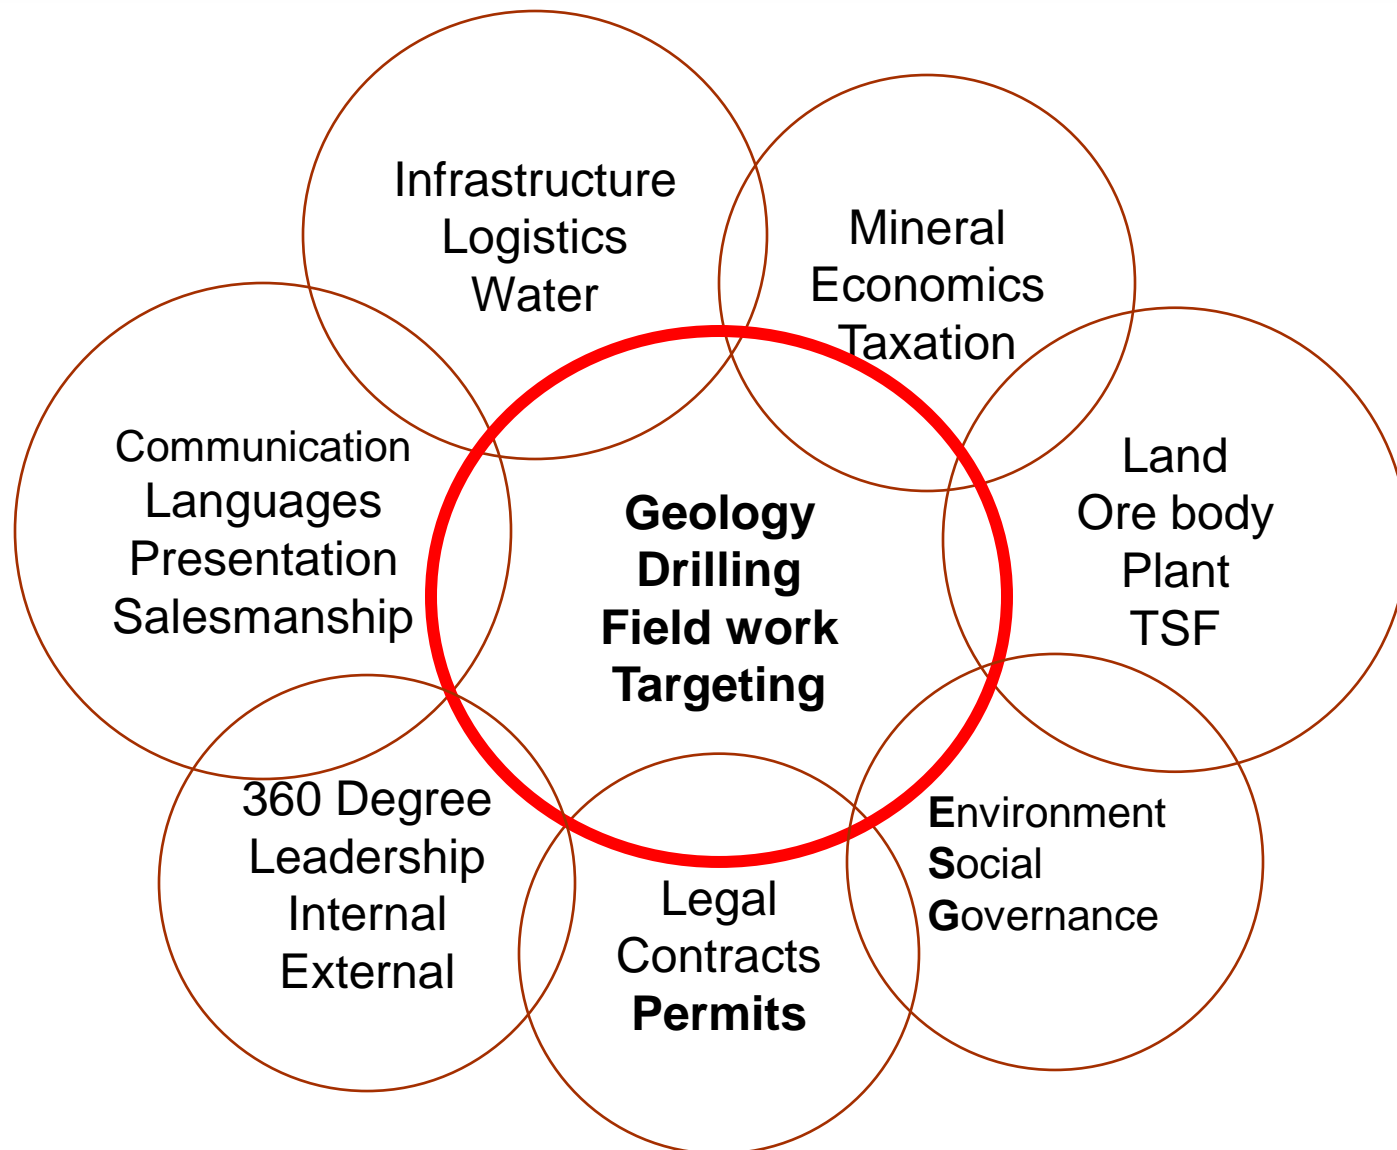 Infrastructure
Logistics
Water
Mineral
Economics
Taxation
Communication
Languages
Presentation
Salesmanship
Geology
Drilling
Field work
Targeting
Land
Ore body
Plant
TSF
360 Degree
Leadership
Internal
External
Legal
Contracts
Permits
Environment
Social
Governance